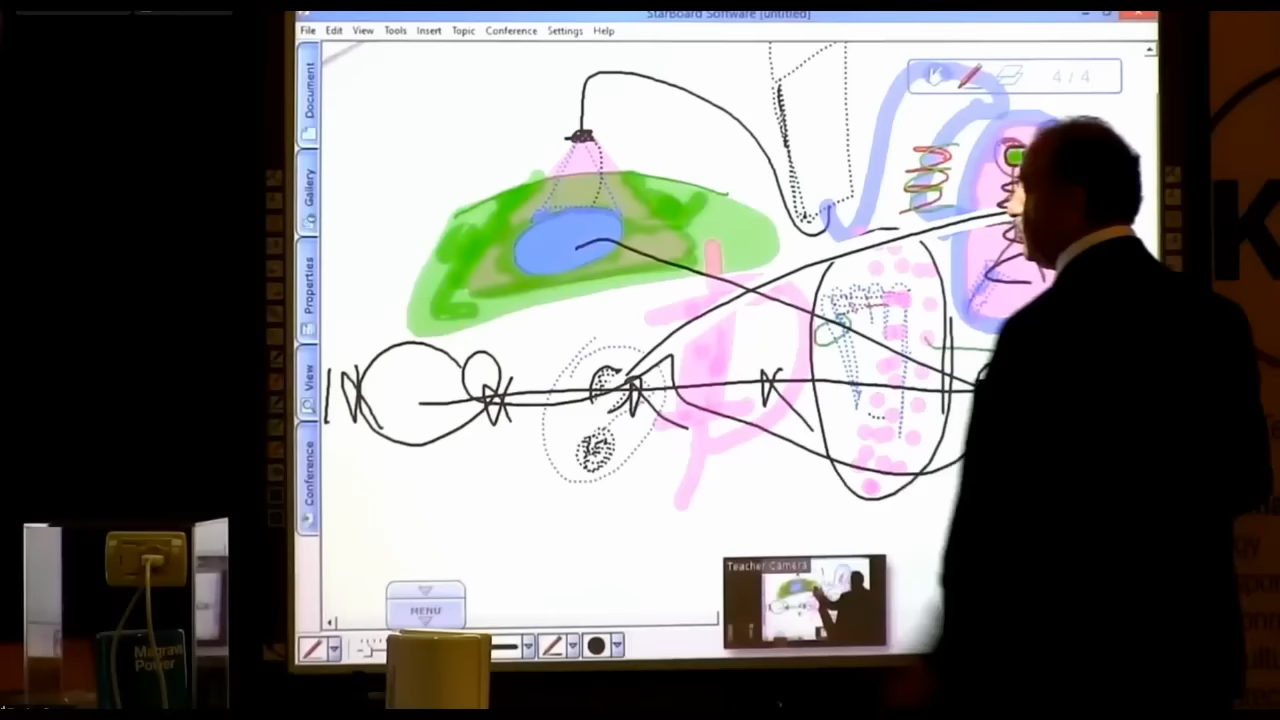 StarBoard Software [untitled]
File Edit View Tools Insert Topic Conference Settings Help
Document
Gallery
Properties
View
Conference
4 / 4
K
Teacher Camera
MENU
Magravs
Power